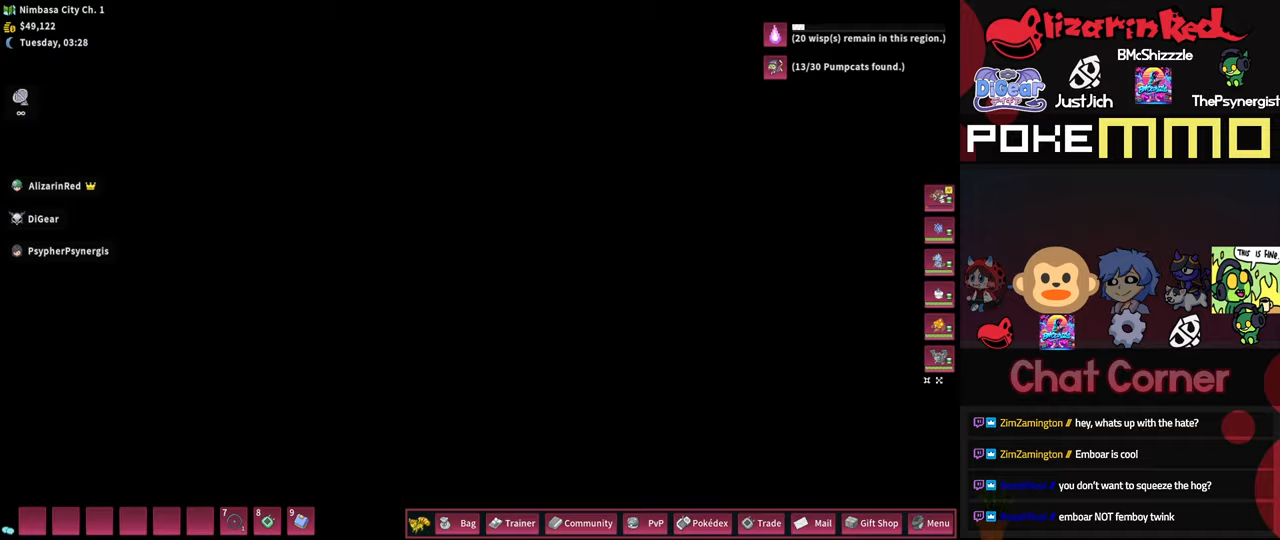 Nimbasa City Ch. 1
$49,122
Tuesday, 03:28
∞
AlizarinRed
DiGear
PsypherPsynergis
(20 wisp(s) remain in this region.)
(13/30 Pumpcats found.)
7
1
8
9
Bag
Trainer
Community
PvP
Pokédex
Trade
Mail
Gift Shop
Menu
AlizarinRed
BMcShizzzle
DiGear
JustJich
ThePsynergist
POKEMMO
THIS IS FINE
Chat Corner
ZimZamington // hey, whats up with the hate?
ZimZamington // Emboar is cool
// you don't want to squeeze the hog?
// emboar NOT femboy twink